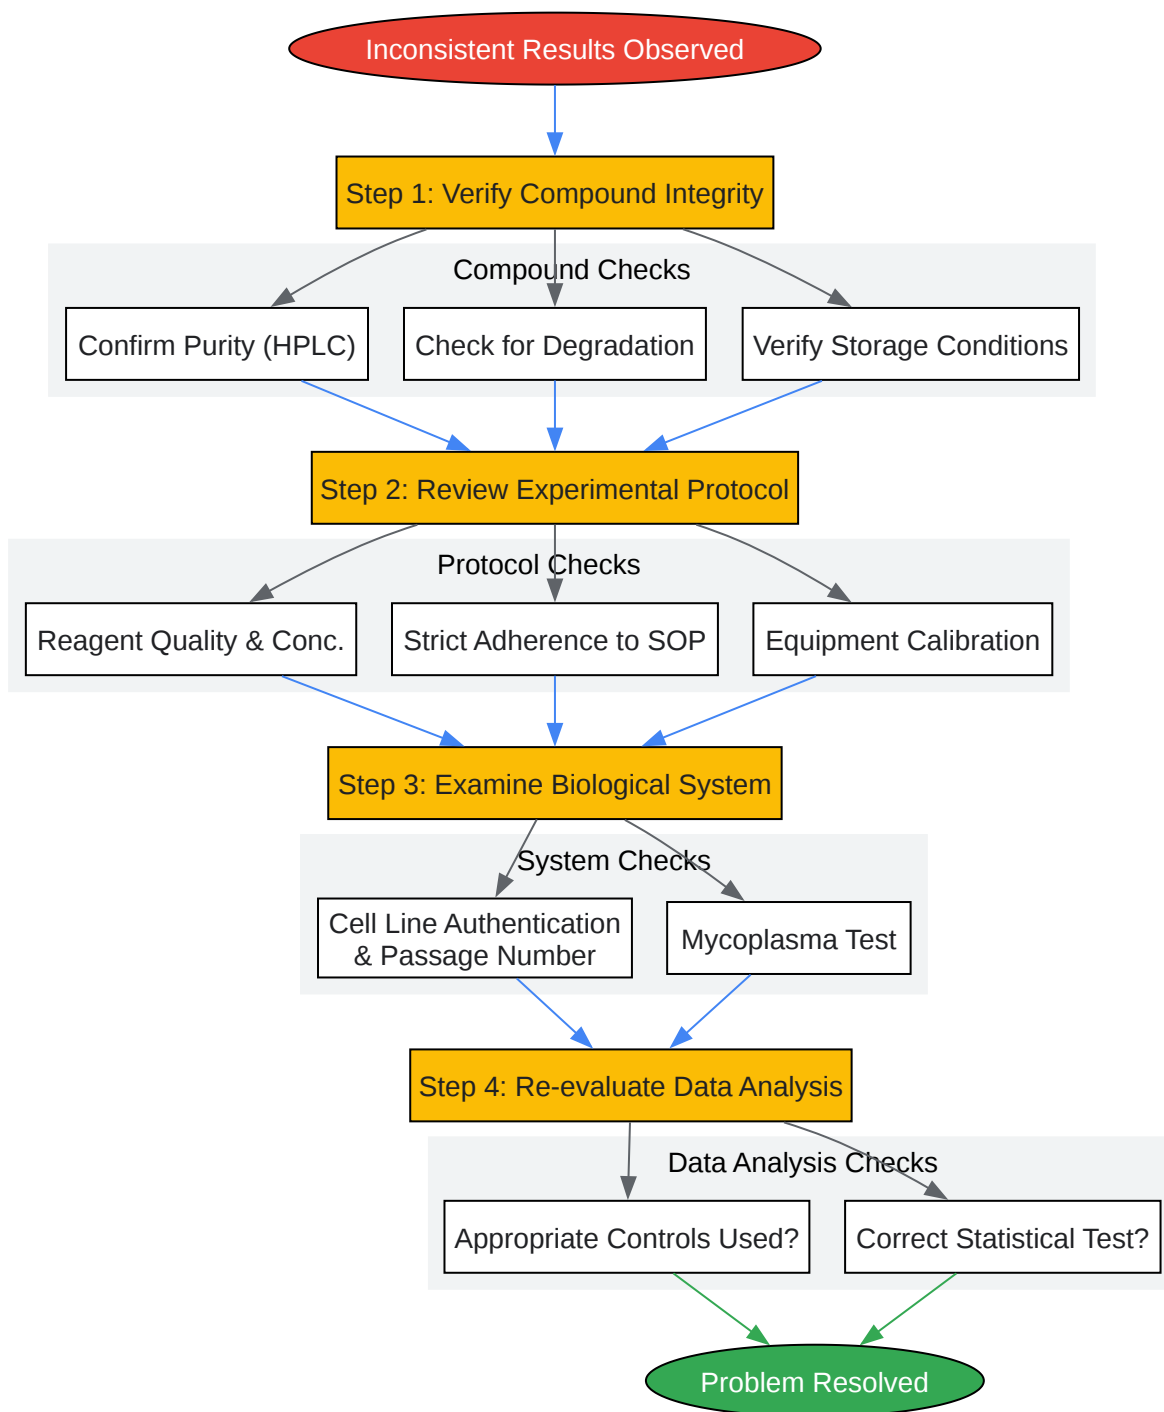 Inconsistent Results Observed
Step 1: Verify Compound Integrity
Compound Checks
Confirm Purity (HPLC)
Check for Degradation
Verify Storage Conditions
Step 2: Review Experimental Protocol
Protocol Checks
Reagent Quality & Conc.
Strict Adherence to SOP
Equipment Calibration
Step 3: Examine Biological System
System Checks
Cell Line Authentication
& Passage Number
Mycoplasma Test
Step 4: Re-evaluate Data Analysis
Data Analysis Checks
Appropriate Controls Used?
Correct Statistical Test?
Problem Resolved